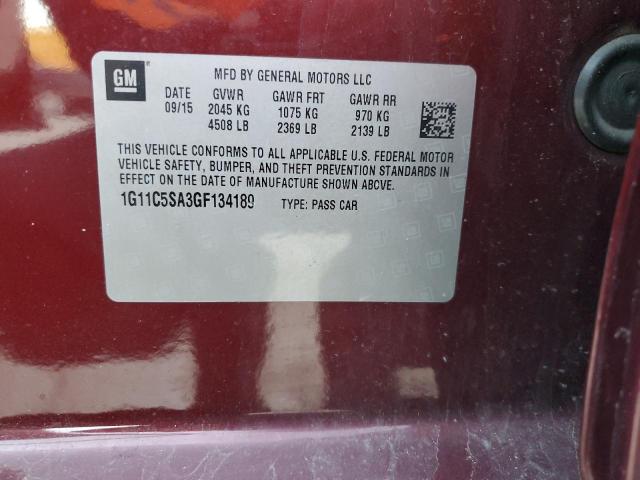 GM
MFD BY GENERAL MOTORS LLC
DATE GVWR GAWR FRT GAWR RR
09/15 2045 KG 1075 KG 970 KG
4508 LB 2369 LB 2139 LB
THIS VEHICLE CONFORMS TO ALL APPLICABLE U.S. FEDERAL MOTOR
VEHICLE SAFETY, BUMPER, AND THEFT PREVENTION STANDARDS
IN EFFECT ON THE DATE OF MANUFACTURE SHOWN ABOVE.
1G11C5SA3GF134189 TYPE: PASS CAR